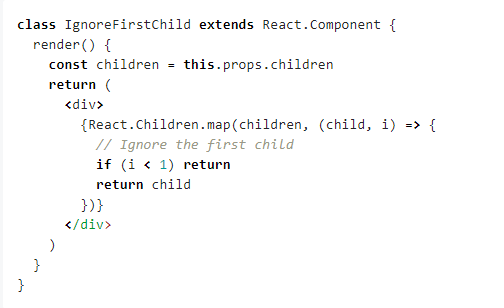 class IgnoreFirstChild extends React.Component {
  render() {
    const children = this.props.children
    return (
      <div>
        {React.Children.map(children, (child, i) => {
          // Ignore the first child
          if (i < 1) return
          return child
        })}
      </div>
    )
  }
}